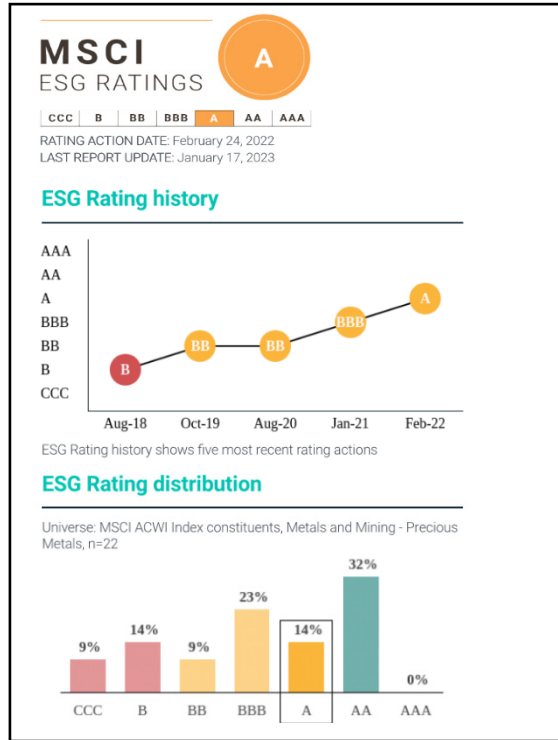 MSCI
ESG RATINGS
A
CCC B BB BBB A AA AAA
RATING ACTION DATE: February 24, 2022
LAST REPORT UPDATE: January 17, 2023
ESG Rating history
AAA
AA
A
BBB
BB
B
CCC
B BB BB BBB A
Aug-18 Oct-19 Aug-20 Jan-21 Feb-22
ESG Rating history shows five most recent rating actions
ESG Rating distribution
Universe: MSCI ACWI Index constituents, Metals and Mining - Precious
Metals, n=22
9% 14% 9% 23% 14% 32% 0%
CCC B BB BBB A AA AAA